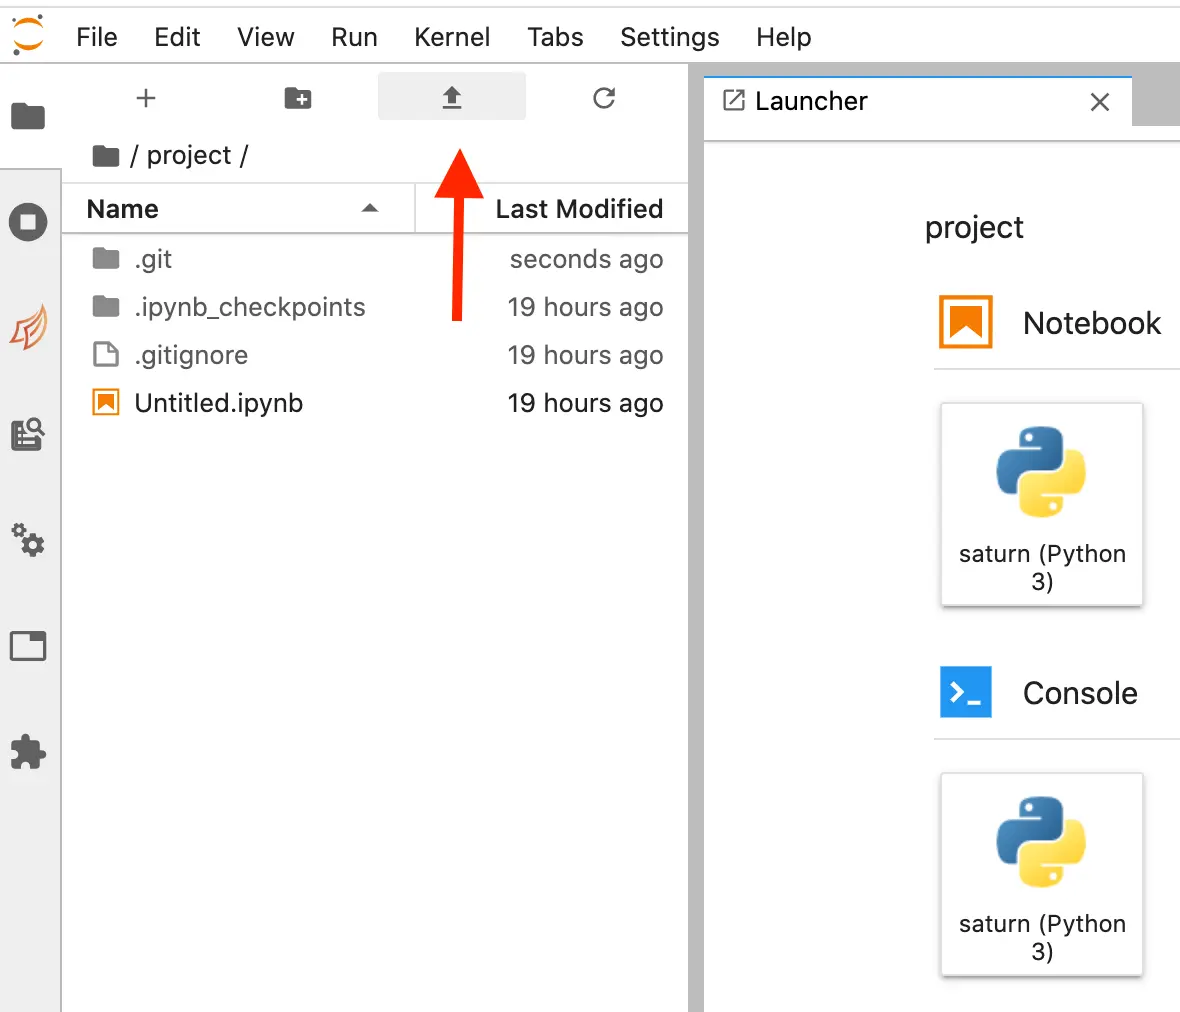 File Edit View Run Kernel Tabs Settings Help
Launcher
/ project /
Name Last Modified
.git seconds ago
.ipynb_checkpoints 19 hours ago
.gitignore 19 hours ago
Untitled.ipynb 19 hours ago
project
Notebook
saturn (Python
3)
Console
saturn (Python
3)